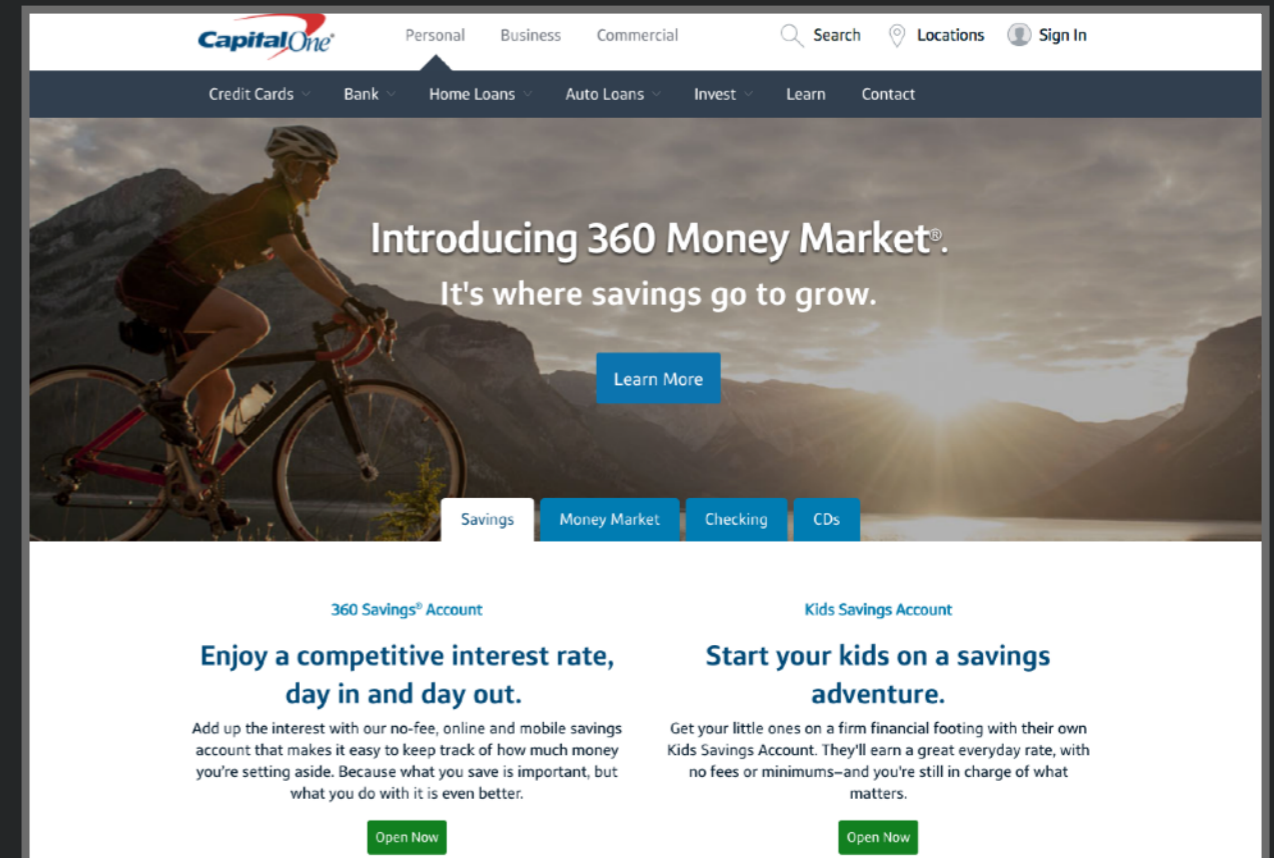 CapitalOne®
Personal Business Commercial Search Locations Sign In
Credit Cards Bank Home Loans Auto Loans Invest Learn Contact
Introducing 360 Money Market®.
It's where savings go to grow.
Learn More
Savings Money Market Checking CDs
360 Savings® Account
Enjoy a competitive interest rate,
day in and day out.
Add up the interest with our no-fee, online and mobile savings
account that makes it easy to keep track of how much money
you're setting aside. Because what you save is important, but
what you do with it is even better.
Open Now
Kids Savings Account
Start your kids on a savings
adventure.
Get your little ones on a firm financial footing with their own
Kids Savings Account. They'll earn a great everyday rate, with
no fees or minimums–and you're still in charge of what
matters.
Open Now